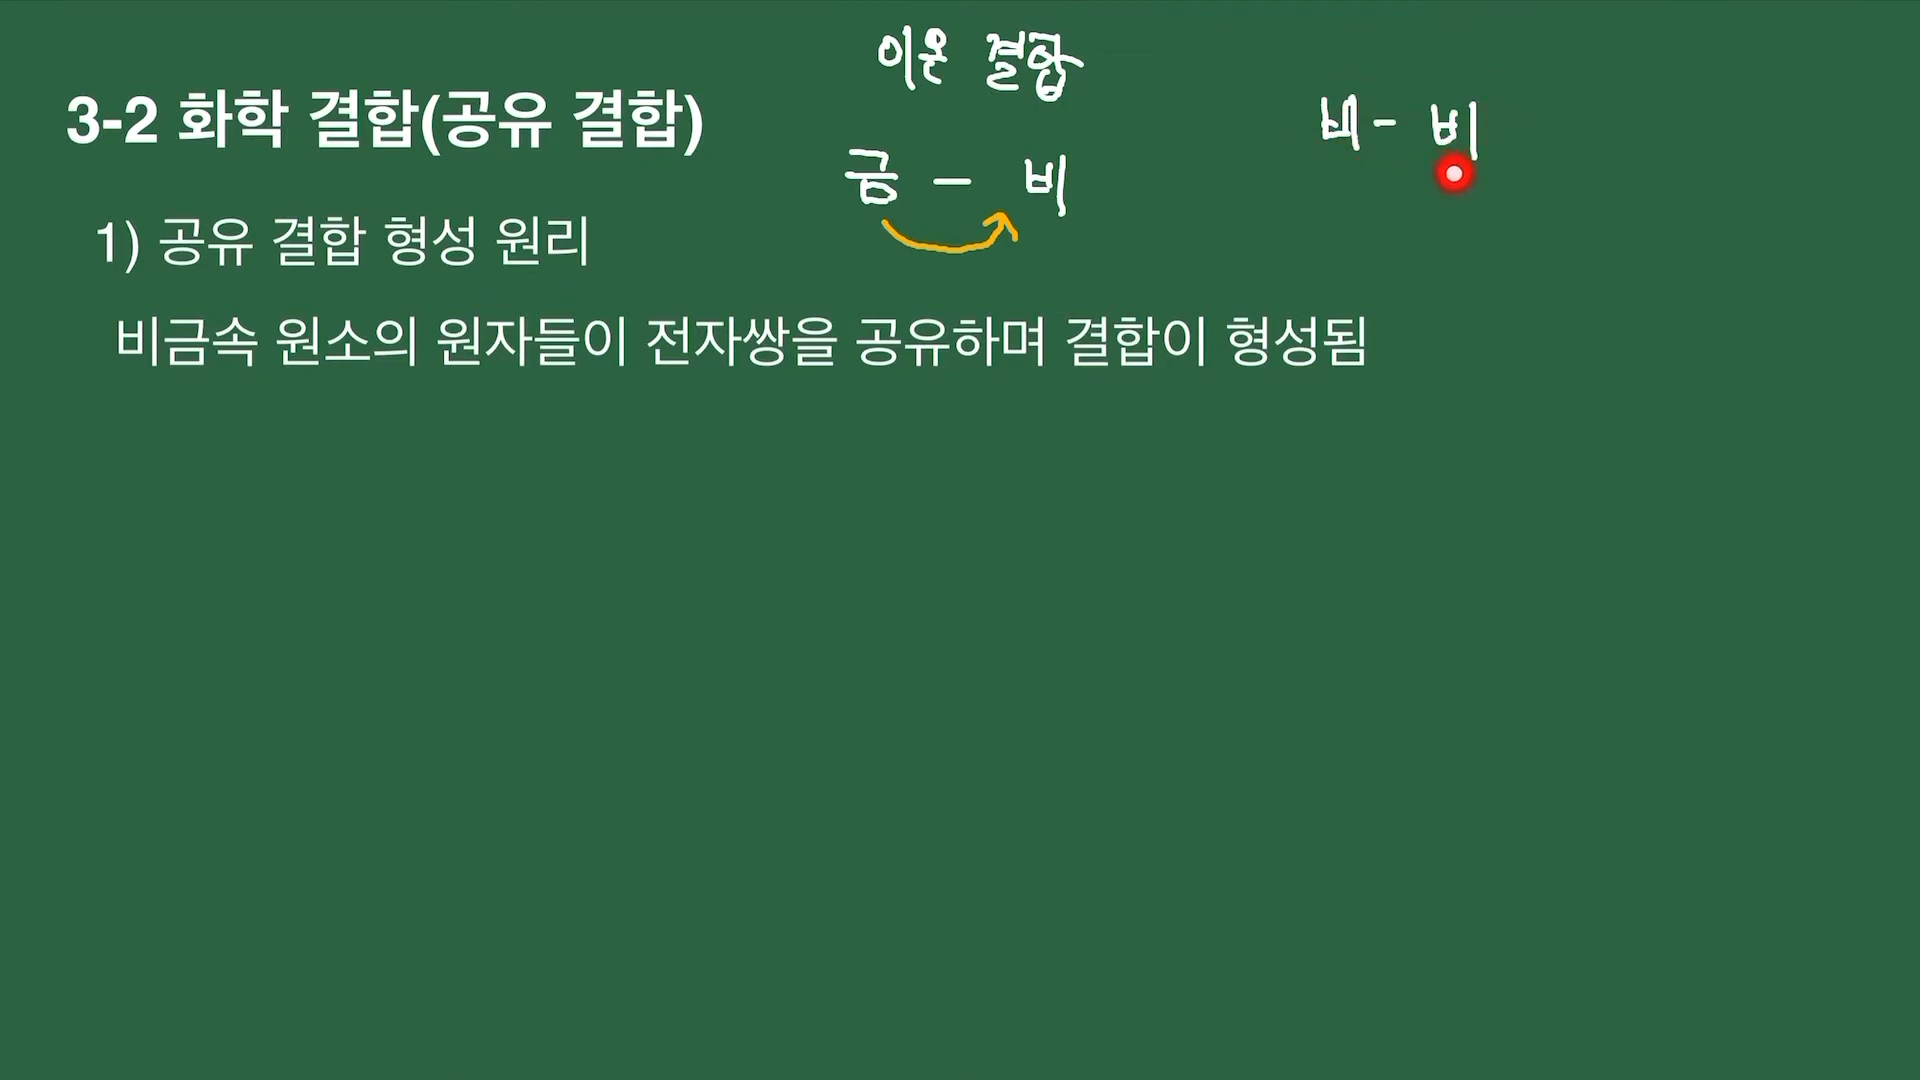 이온 결합
3-2 화학 결합(공유 결합)
비 - 비
금 - 비
1) 공유 결합 형성 원리
비금속 원소의 원자들이 전자쌍을 공유하며 결합이 형성됨